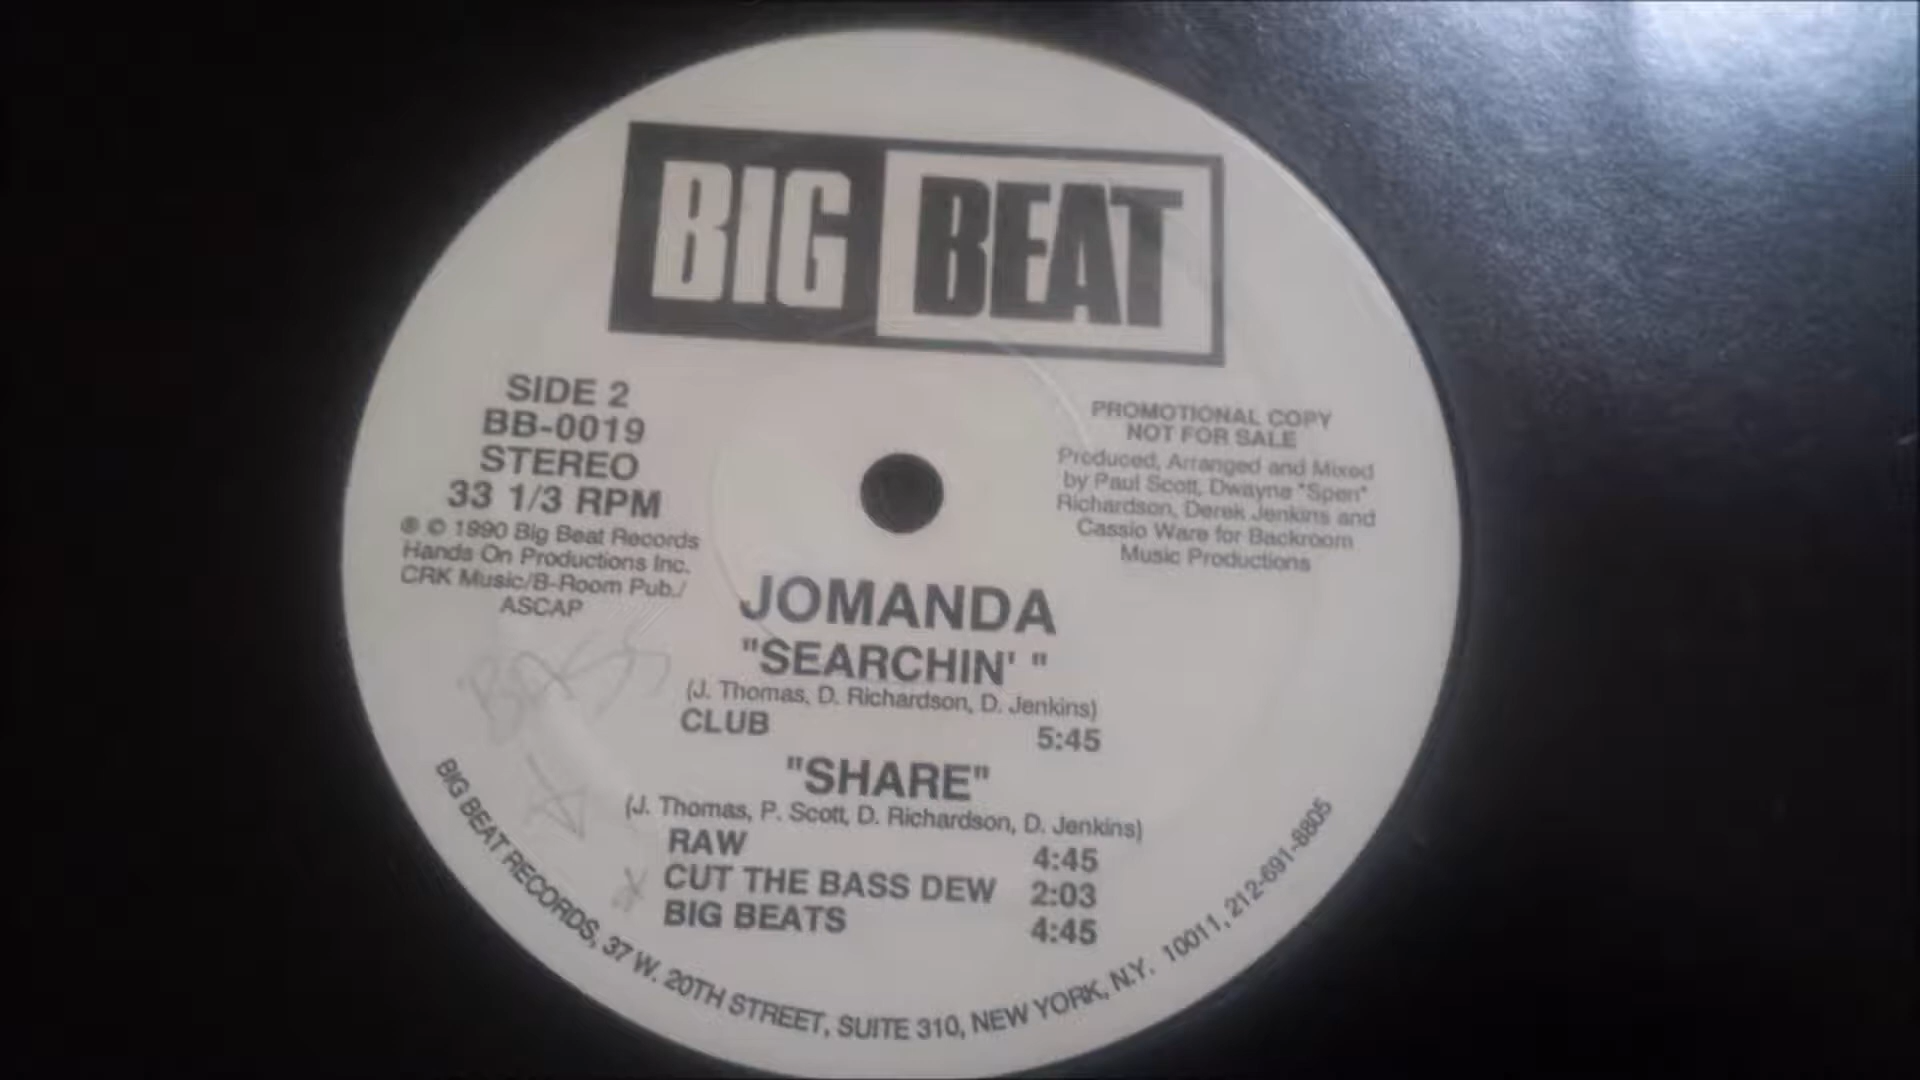 BIG BEAT
SIDE 2
BB-0019
STEREO
33 1/3 RPM
℗ © 1990 Big Beat Records
Hands On Productions Inc.
CRK Music/B-Room Pub./
ASCAP
PROMOTIONAL COPY
NOT FOR SALE
Produced, Arranged and Mixed
by Paul Scott, Dwayne "Spen"
Richardson, Derek Jenkins and
Cassio Ware for Backroom
Music Productions
JOMANDA
"SEARCHIN' "
(J. Thomas, D. Richardson, D. Jenkins)
CLUB 5:45
"SHARE"
(J. Thomas, P. Scott, D. Richardson, D. Jenkins)
RAW 4:45
CUT THE BASS DEW 2:03
BIG BEATS 4:45
BIG BEAT RECORDS, 37 W. 20TH STREET, SUITE 310, NEW YORK, N.Y. 10011, 212-691-8805